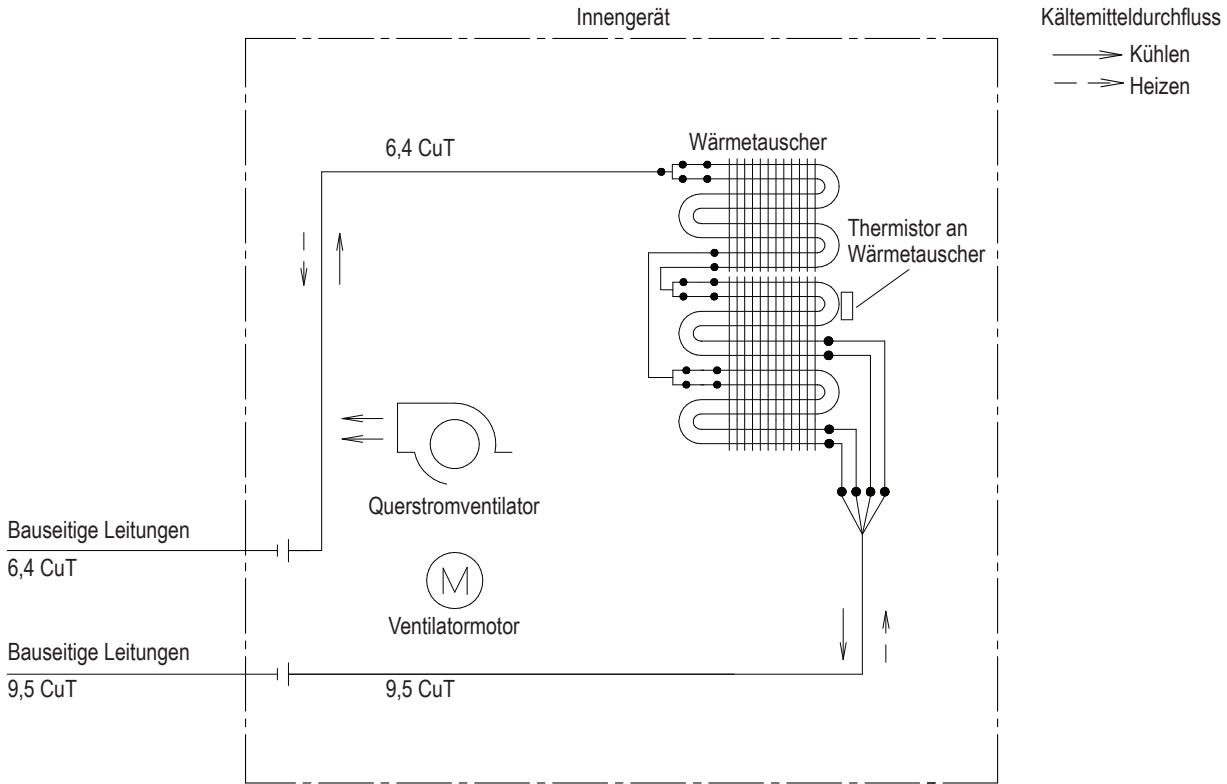 Innengerät
Kältemitteldurchfluss
Kühlen
Heizen
Wärmetauscher
6,4 CuT
Thermistor an
Wärmetauscher
Querstromventilator
Bauseitige Leitungen
6,4 CuT
M
Ventilatormotor
Bauseitige Leitungen
9,5 CuT
9,5 CuT